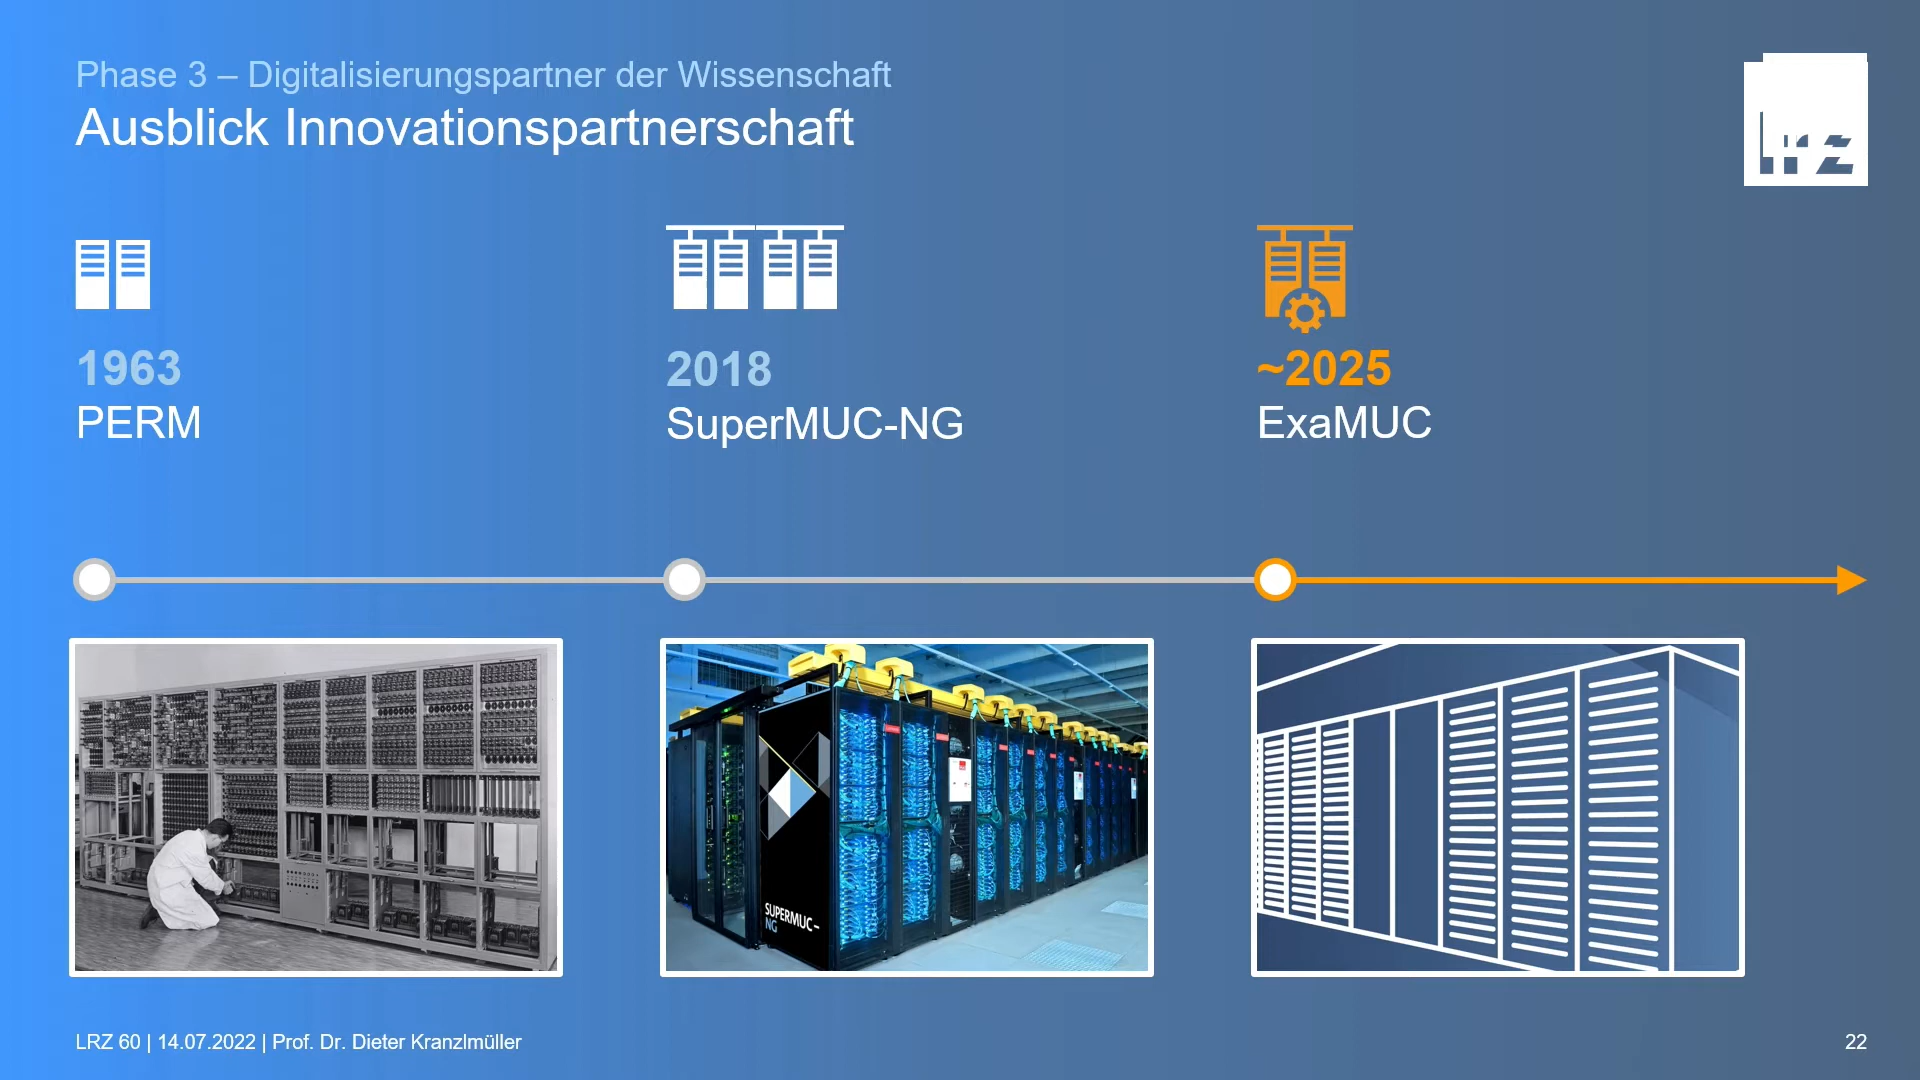 Phase 3 – Digitalisierungspartner der Wissenschaft
Ausblick Innovationspartnerschaft
lrz
1963
PERM
2018
SuperMUC-NG
~2025
ExaMUC
SUPERMUC–
NG
LRZ 60 | 14.07.2022 | Prof. Dr. Dieter Kranzlmüller
22